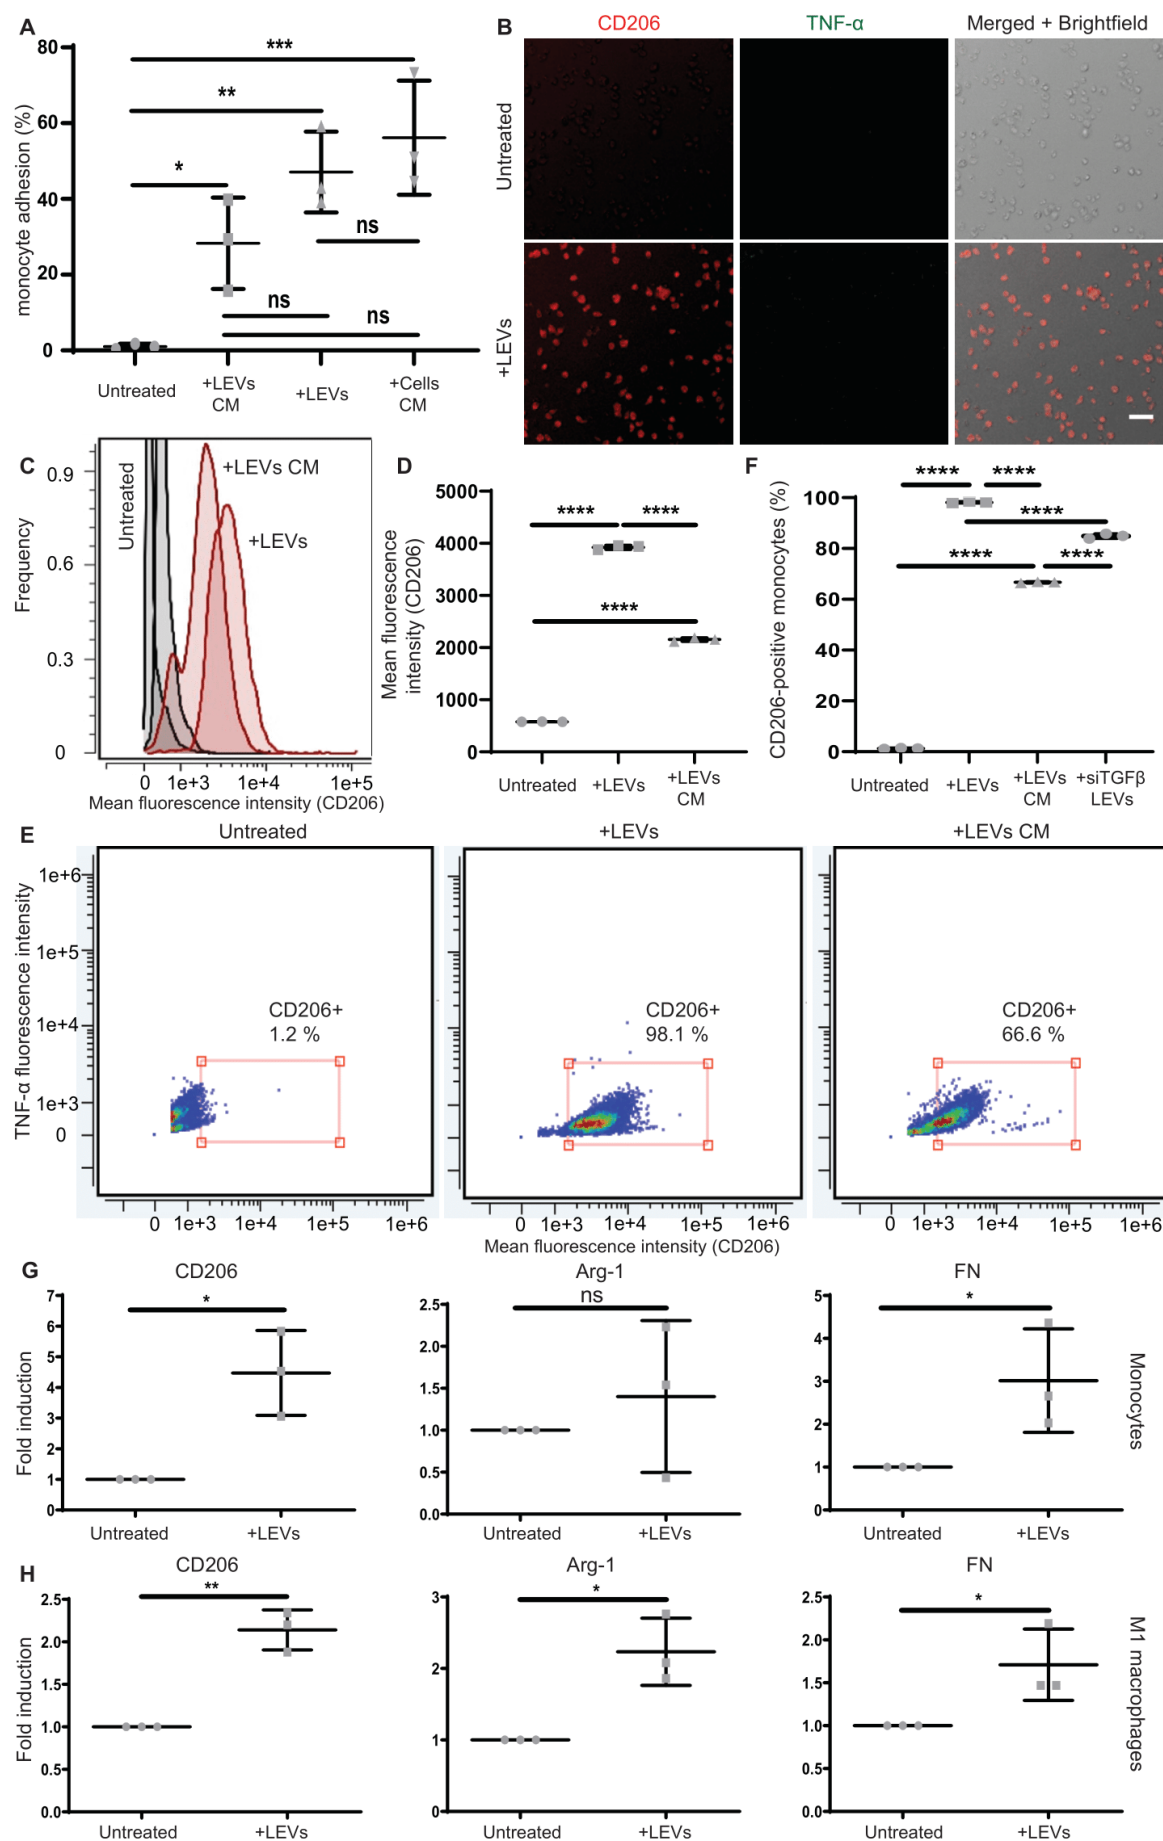 A
monocyte adhesion (%)
80
60
40
20
0
***
**
*
ns
ns
ns
Untreated
+LEVs
CM
+LEVs
+Cells
CM
B
CD206
TNF-α
Merged + Brightfield
Untreated
+LEVs
C
Frequency
0.9
0.6
0.3
0
Untreated
+LEVs CM
+LEVs
0
1e+3
1e+4
1e+5
Mean fluorescence intensity (CD206)
D
Mean fluorescence
intensity (CD206)
5000
4000
3000
2000
1000
0
**** ****
****
Untreated
+LEVs
+LEVs
CM
F
CD206-positive monocytes (%)
100
80
60
40
20
0
**** ****
****
**** ****
Untreated
+LEVs
+LEVs
CM
+siTGFβ
LEVs
E
Untreated
+LEVs
+LEVs CM
TNF-α fluorescence intensity
1e+6
1e+5
1e+4
1e+3
0
CD206+
1.2 %
CD206+
98.1 %
CD206+
66.6 %
0 1e+3 1e+4 1e+5 1e+6
0 1e+3 1e+4 1e+5 1e+6
0 1e+3 1e+4 1e+5 1e+6
Mean fluorescence intensity (CD206)
G
CD206
*
Fold induction
7
6
5
4
3
2
1
0
Untreated
+LEVs
Arg-1
ns
2.5
2.0
1.5
1.0
0.5
0.0
Untreated
+LEVs
FN
*
5
4
3
2
1
0
Untreated
+LEVs
Monocytes
H
CD206
**
Fold induction
2.5
2.0
1.5
1.0
0.5
0.0
Untreated
+LEVs
Arg-1
*
3
2
1
0
Untreated
+LEVs
FN
*
2.5
2.0
1.5
1.0
0.5
0.0
Untreated
+LEVs
M1 macrophages